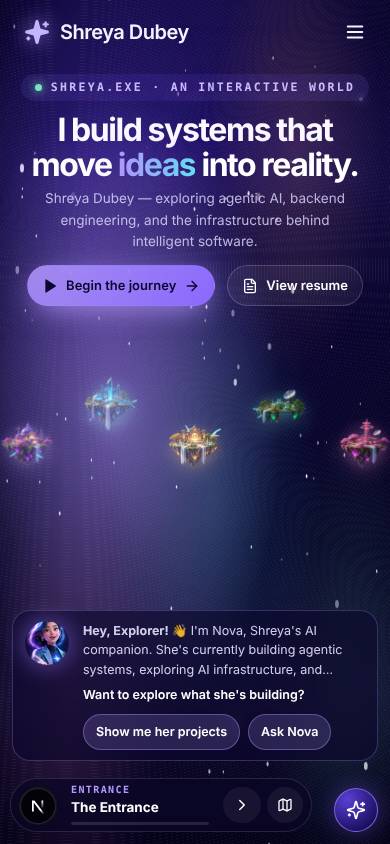 Shreya Dubey
SHREYA.EXE · AN INTERACTIVE WORLD
I build systems that
move ideas into reality.
Shreya Dubey — exploring agentic AI, backend
engineering, and the infrastructure behind
intelligent software.
Begin the journey
View resume
Hey, Explorer! 👋 I'm Nova, Shreya's AI
companion. She's currently building agentic
systems, exploring AI infrastructure, and...
Want to explore what she's building?
Show me her projects
Ask Nova
N
ENTRANCE
The Entrance